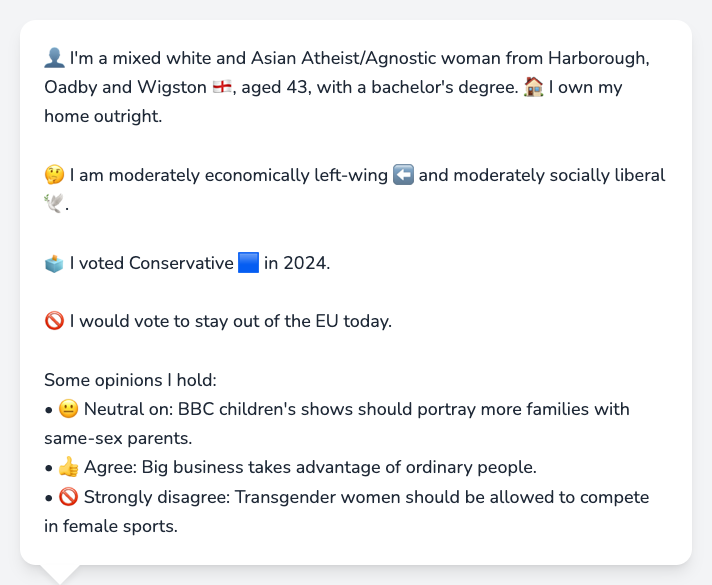 👤 I'm a mixed white and Asian Atheist/Agnostic woman from Harborough,
Oadby and Wigston 🏴󠁧󠁢󠁥󠁮󠁧󠁿, aged 43, with a bachelor's degree. 🏠 I own my
home outright.
🤔 I am moderately economically left-wing ⬅️ and moderately socially liberal
🕊️.
🗳️ I voted Conservative 🟦 in 2024.
🚫 I would vote to stay out of the EU today.
Some opinions I hold:
• 😐 Neutral on: BBC children's shows should portray more families with
same-sex parents.
• 👍 Agree: Big business takes advantage of ordinary people.
• 🚫 Strongly disagree: Transgender women should be allowed to compete
in female sports.